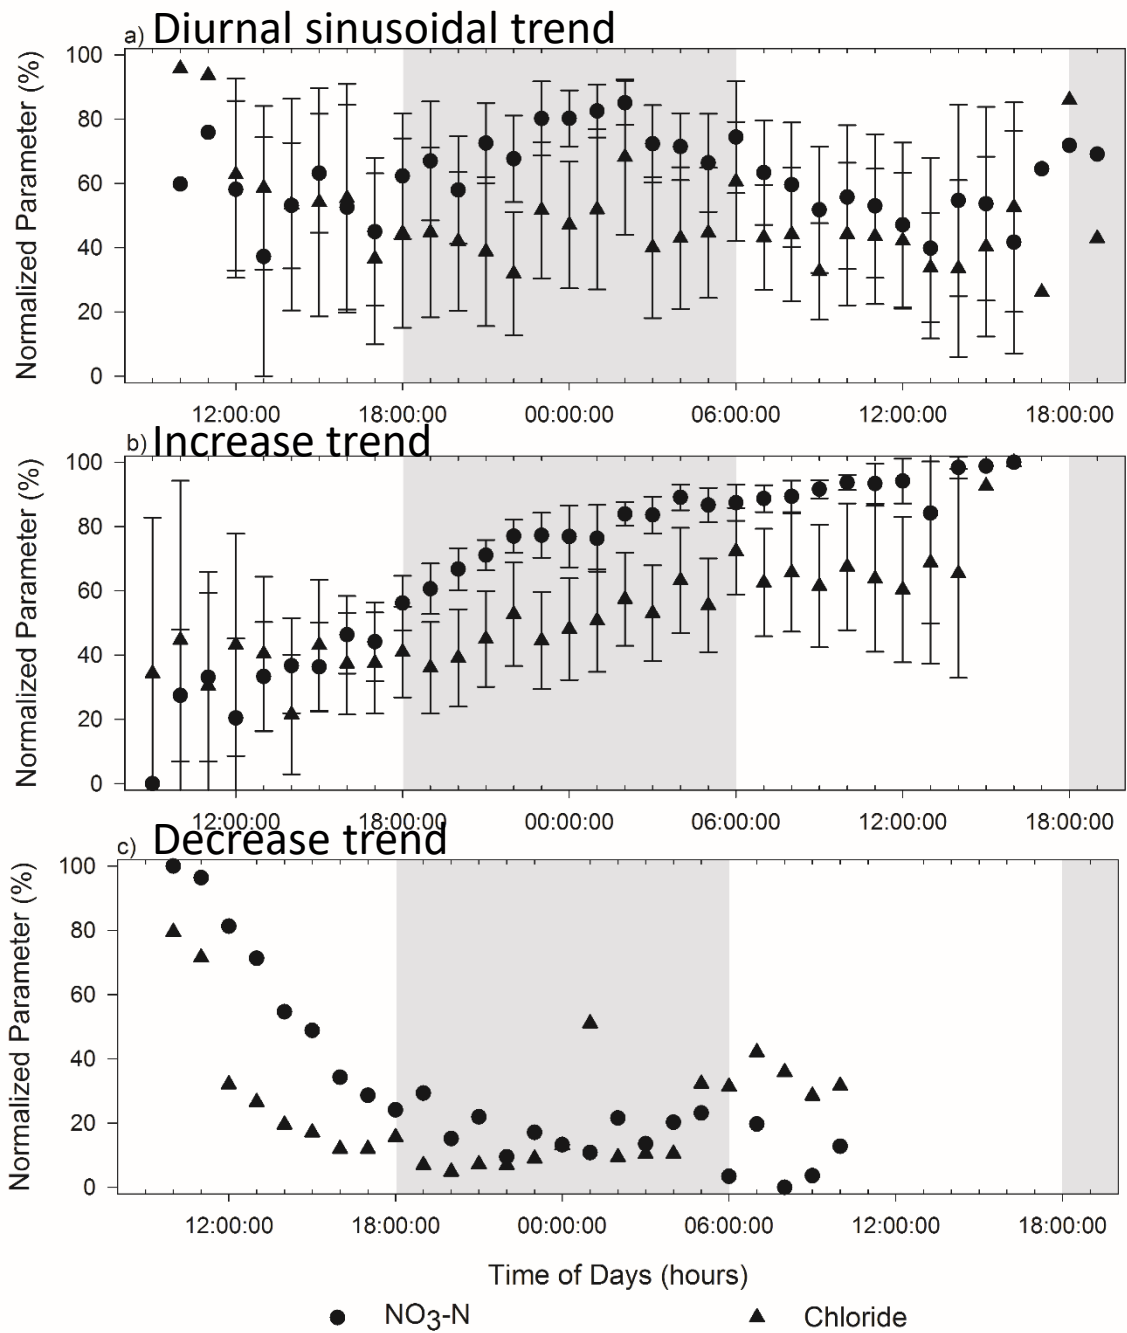 a) Diurnal sinusoidal trend
Normalized Parameter (%)
100
80
60
40
20
0
12:00:00 18:00:00 00:00:00 06:00:00 12:00:00 18:00:00
b) Increase trend
Normalized Parameter (%)
100
80
60
40
20
0
12:00:00 18:00:00 00:00:00 06:00:00 12:00:00 18:00:00
c) Decrease trend
Normalized Parameter (%)
100
80
60
40
20
0
12:00:00 18:00:00 00:00:00 06:00:00 12:00:00 18:00:00
Time of Days (hours)
NO3-N Chloride